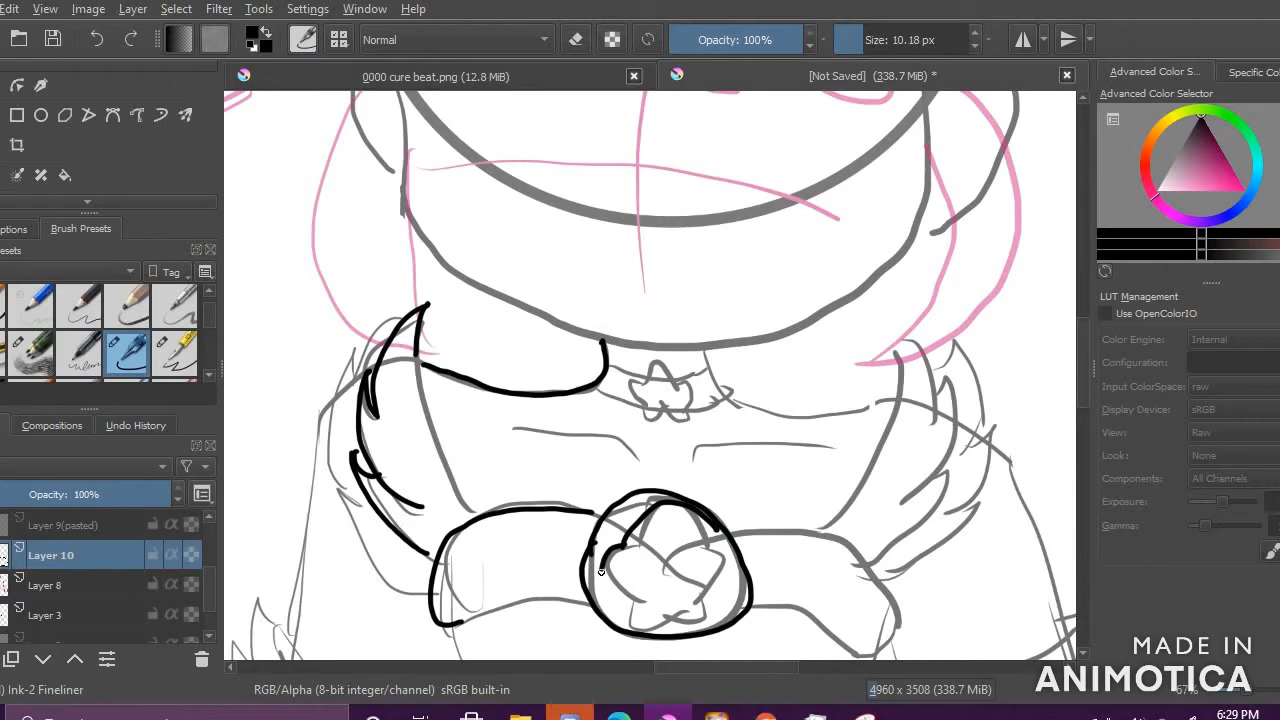 Edit View Image Layer Select Filter Tools Settings Window Help
Normal Opacity: 100% Size: 10.18 px
0000 cure beat.png (12.8 MiB) [Not Saved] (338.7 MiB) * Advanced Color S... Specific Co
Advanced Color Selector
ptions Brush Presets
esets
Tag
LUT Management
Use OpenColorIO
Color Engine: Internal
Configuration:
Input ColorSpace: raw
Display Device: sRGB
View: Raw
Look: None
Components: All Channels
Exposure:
Gamma:
Compositions Undo History
Opacity: 100%
Layer 9(pasted)
Layer 10
Layer 8
Layer 3
MADE IN
ANIMOTICA
) Ink-2 Fineliner RGB/Alpha (8-bit integer/channel) sRGB built-in 4960 x 3508 (338.7 MiB) 67%
6:29 PM